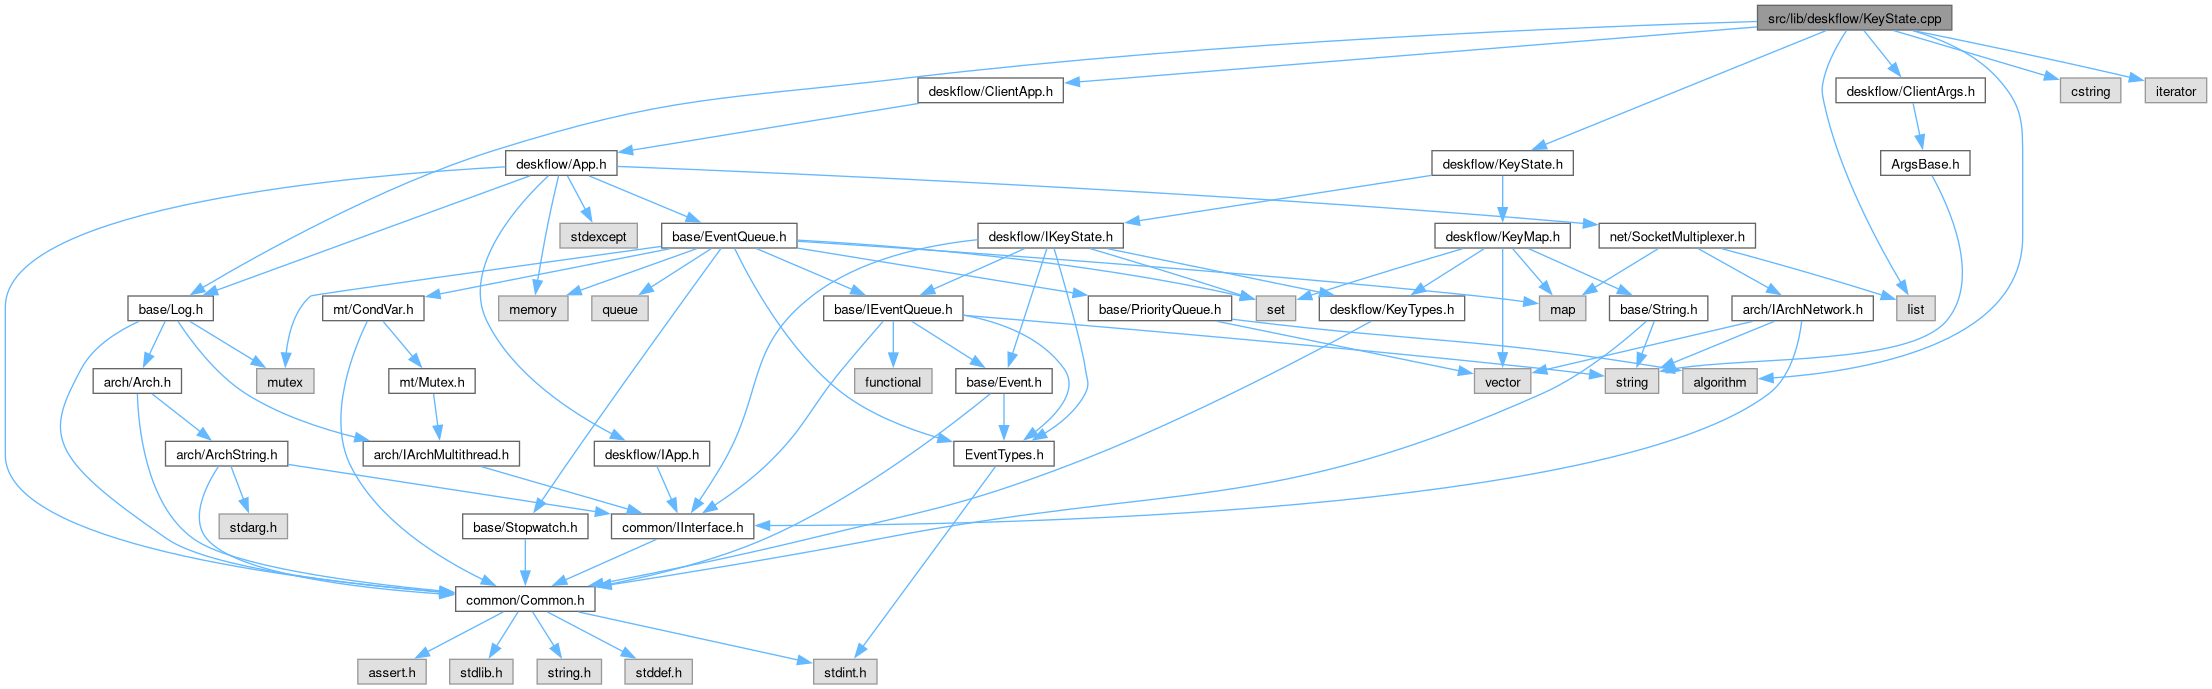 src/lib/deskflow/KeyState.cpp
deskflow/ClientApp.h
deskflow/ClientArgs.h
cstring
iterator
deskflow/App.h
deskflow/KeyState.h
ArgsBase.h
stdexcept
base/EventQueue.h
deskflow/IKeyState.h
deskflow/KeyMap.h
net/SocketMultiplexer.h
base/Log.h
mt/CondVar.h
memory
queue
base/IEventQueue.h
base/PriorityQueue.h
set
deskflow/KeyTypes.h
map
base/String.h
arch/IArchNetwork.h
list
arch/Arch.h
mutex
mt/Mutex.h
functional
base/Event.h
vector
string
algorithm
arch/ArchString.h
arch/IArchMultithread.h
deskflow/IApp.h
EventTypes.h
stdarg.h
base/Stopwatch.h
common/IInterface.h
common/Common.h
assert.h
stdlib.h
string.h
stddef.h
stdint.h